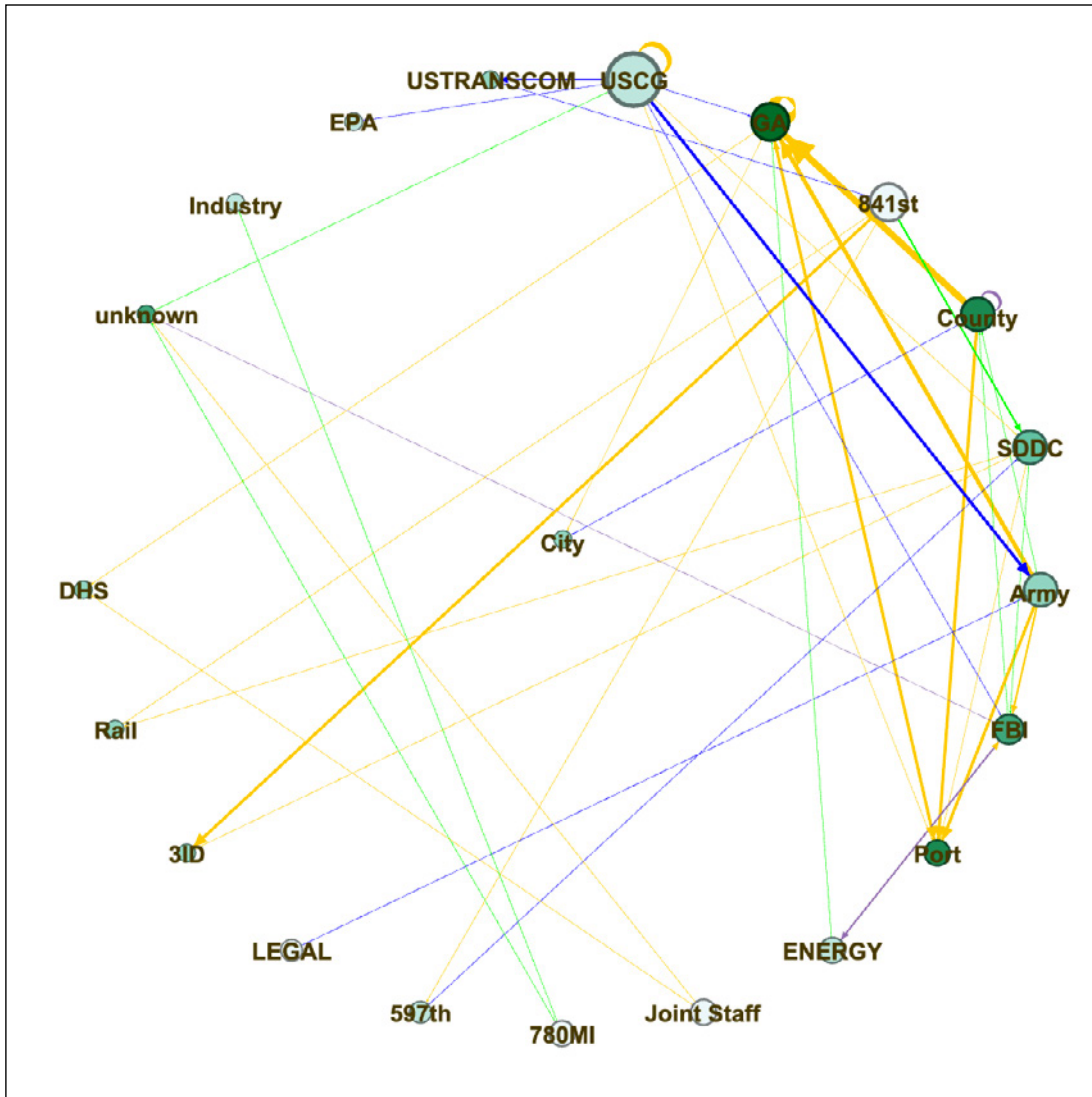 USTRANSCOM
USCG
EPA
GA
Industry
841st
unknown
County
SDDC
City
DHS
Army
Rail
FBI
3ID
Port
LEGAL
ENERGY
597th
780MI
Joint Staff